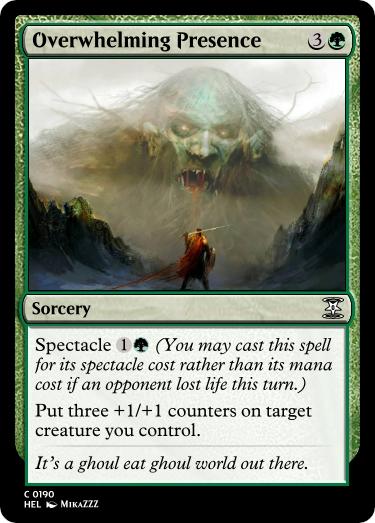 Overwhelming Presence 3
Sorcery
Spectacle 1 (You may cast this spell
for its spectacle cost rather than its mana
cost if an opponent lost life this turn.)
Put three +1/+1 counters on target
creature you control.
It's a ghoul eat ghoul world out there.
C 0190
HEL MikaZZZ